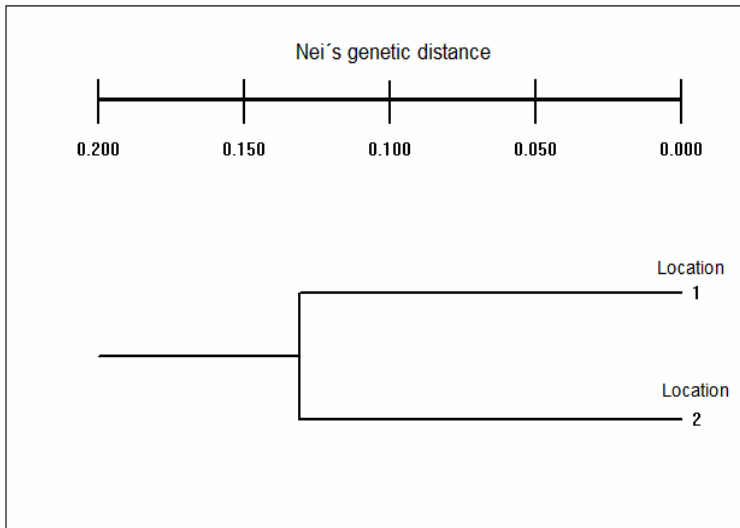 Nei´s genetic distance
0.200 0.150 0.100 0.050 0.000
Location
1
Location
2